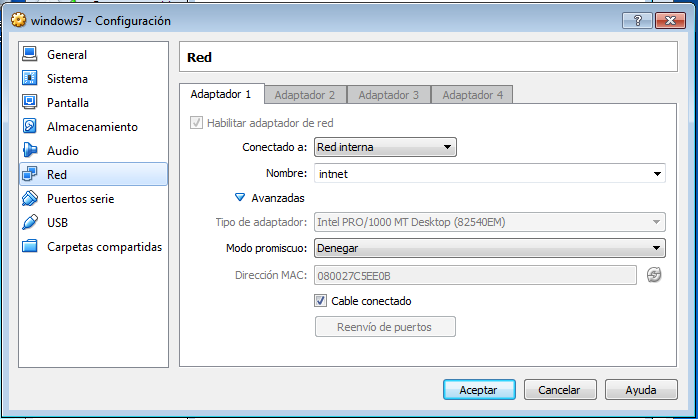 windows7 - Configuración
General
Sistema
Pantalla
Almacenamiento
Audio
Red
Puertos serie
USB
Carpetas compartidas
Red
Adaptador 1 Adaptador 2 Adaptador 3 Adaptador 4
Habilitar adaptador de red
Conectado a: Red interna
Nombre: intnet
Avanzadas
Tipo de adaptador: Intel PRO/1000 MT Desktop (82540EM)
Modo promiscuo: Denegar
Dirección MAC: 080027C5EE0B
Cable conectado
Reenvío de puertos
Aceptar Cancelar Ayuda